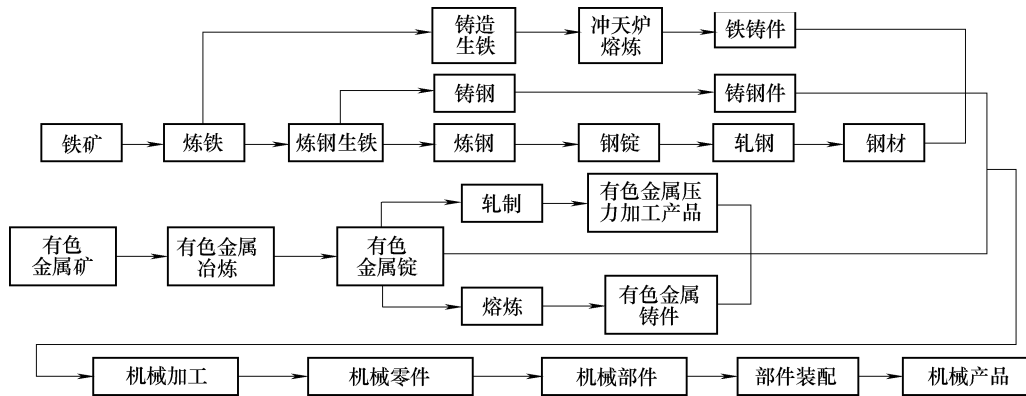 铸造
生铁
冲天炉
熔炼
铁铸件
铸钢
铸钢件
铁矿
炼铁
炼钢生铁
炼钢
钢锭
轧钢
钢材
轧制
有色金属压
力加工产品
有色
金属矿
有色金属
冶炼
有色
金属锭
熔炼
有色金属
铸件
机械加工
机械零件
机械部件
部件装配
机械产品